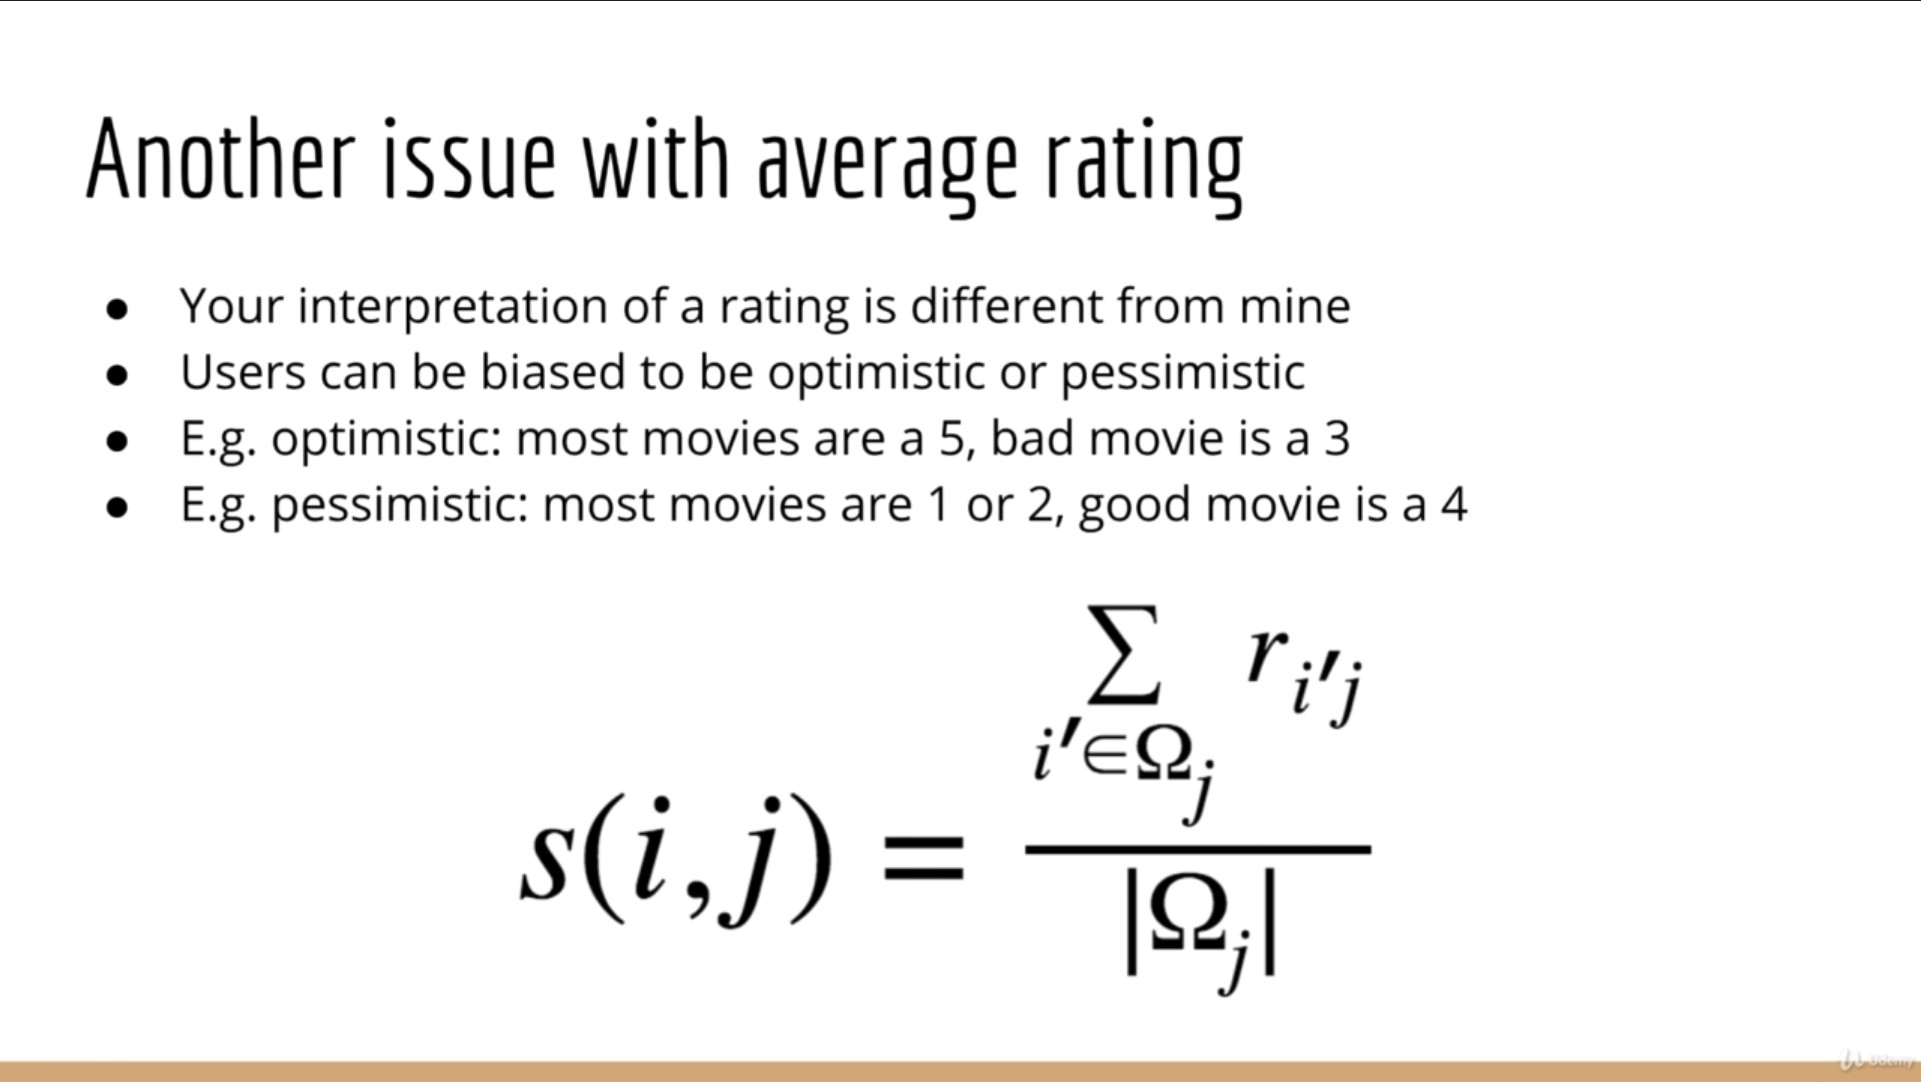 Another issue with average rating
● Your interpretation of a rating is different from mine
● Users can be biased to be optimistic or pessimistic
● E.g. optimistic: most movies are a 5, bad movie is a 3
● E.g. pessimistic: most movies are 1 or 2, good movie is a 4
s(i,j) = ∑_{i′∈Ω_j} r_{i′j} / |Ω_j|
Udemy